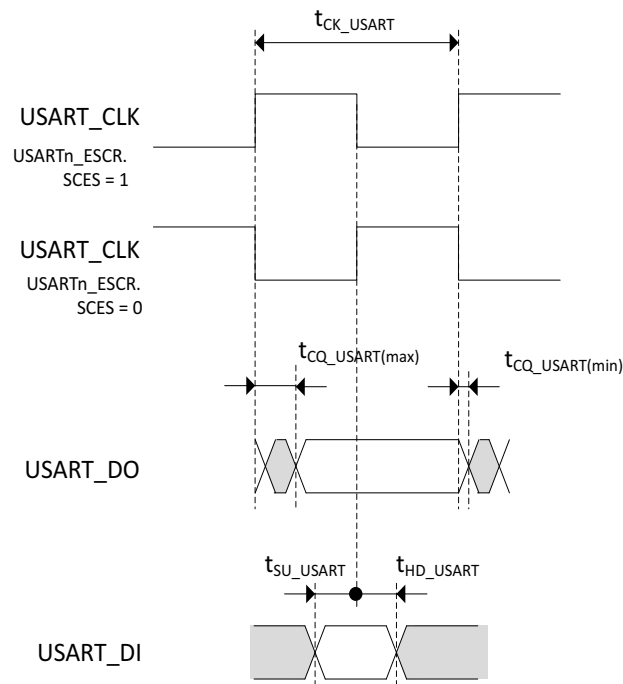 tCK_USART
USART_CLK
USARTn_ESCR.
SCES = 1
USART_CLK
USARTn_ESCR.
SCES = 0
tCQ_USART(max)
tCQ_USART(min)
USART_DO
tSU_USART
tHD_USART
USART_DI